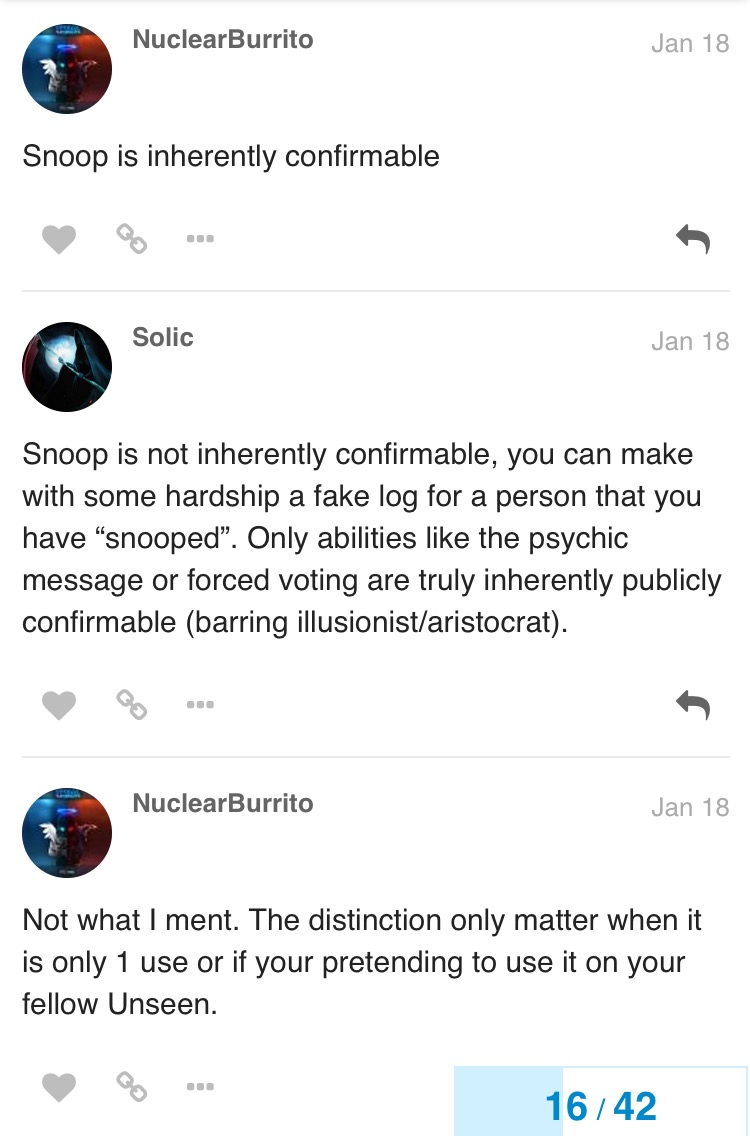 NuclearBurrito
Jan 18
Snoop is inherently confirmable
Solic
Jan 18
Snoop is not inherently confirmable, you can make
with some hardship a fake log for a person that you
have “snooped”. Only abilities like the psychic
message or forced voting are truly inherently publicly
confirmable (barring illusionist/aristocrat).
NuclearBurrito
Jan 18
Not what I ment. The distinction only matter when it
is only 1 use or if your pretending to use it on your
fellow Unseen.
16 / 42